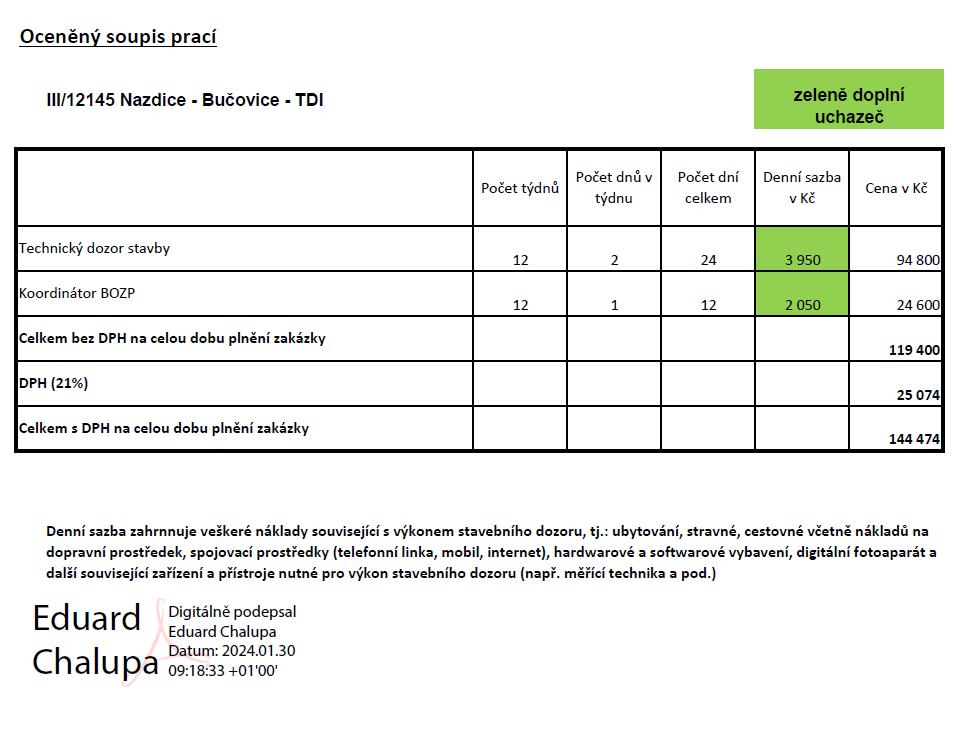 Oceněný soupis prací
III/12145 Nazdice - Bučovice - TDI
zeleně doplní
uchazeč
Počet týdnů
Počet dnů v
týdnu
Počet dní
celkem
Denní sazba
v Kč
Cena v Kč
Technický dozor stavby
12
2
24
3 950
94 800
Koordinátor BOZP
12
1
12
2 050
24 600
Celkem bez DPH na celou dobu plnění zakázky
119 400
DPH (21%)
25 074
Celkem s DPH na celou dobu plnění zakázky
144 474
Denní sazba zahrnnuje veškeré náklady související s výkonem stavebního dozoru, tj.: ubytování, stravné, cestovné včetně nákladů na
dopravní prostředek, spojovací prostředky (telefonní linka, mobil, internet), hardwarové a softwarové vybavení, digitální fotoaparát a
další související zařízení a přístroje nutné pro výkon stavebního dozoru (např. měřící technika a pod.)
Eduard
Chalupa
Digitálně podepsal
Eduard Chalupa
Datum: 2024.01.30
09:18:33 +01'00'